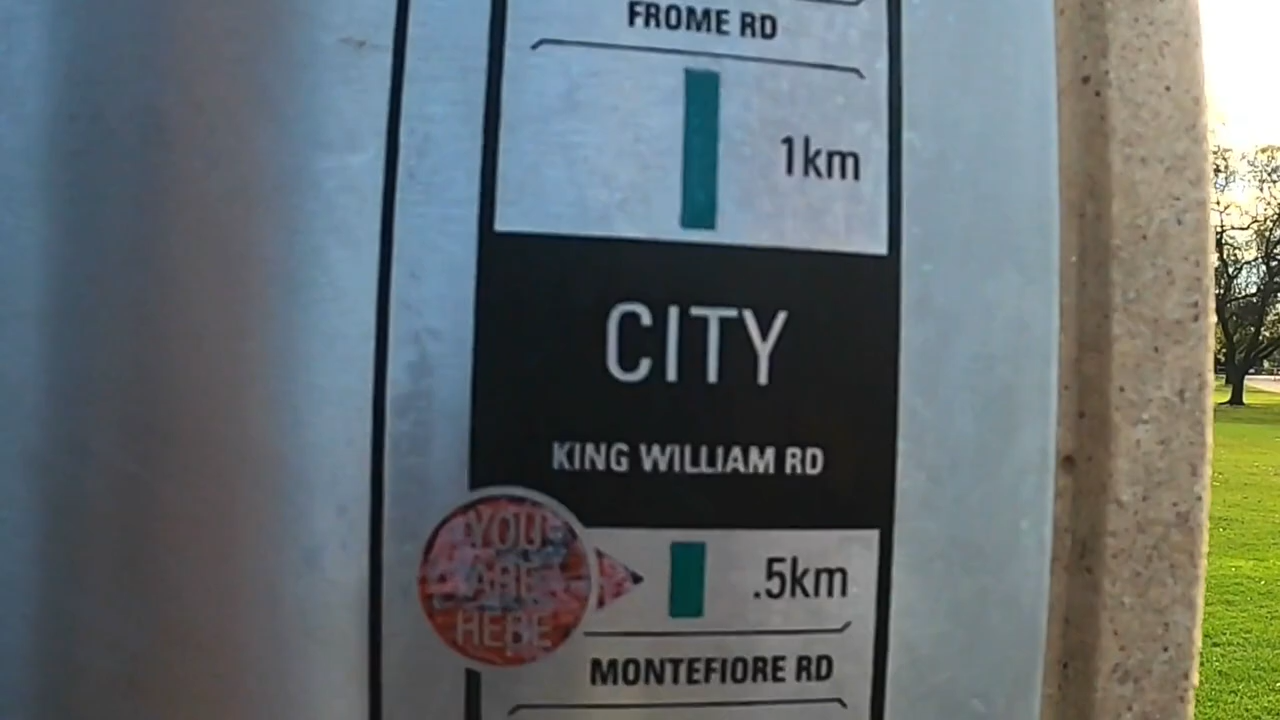 FROME RD
1km
CITY
KING WILLIAM RD
YOU
ARE
HERE
.5km
MONTEFIORE RD